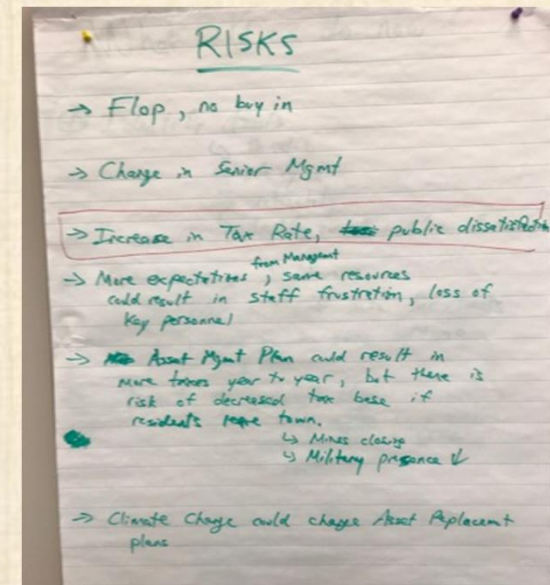 RISKS
→ Flop, no buy in
→ Change in Senior Mgmt
→ Increase in Tax Rate, public dissatisfaction
from Management
→ More expectations, same resources
could result in staff frustration, loss of
key personnel
→ Asset Mgmt Plan could result in
more taxes year to year, but there is
risk of decreased tax base if
residents leave town.
↳ Mines closing
↳ Military presence ↓
→ Climate Change could change Asset Replacement
plans